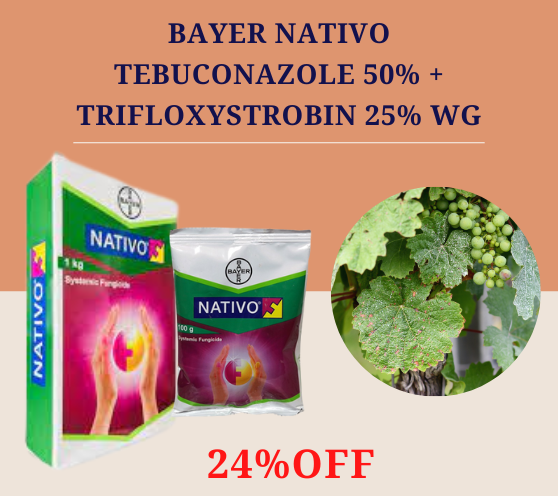 BAYER NATIVO
TEBUCONAZOLE 50% +
TRIFLOXYSTROBIN 25% WG
BAYER
NATIVO®
1 kg
Systemic Fungicide
NATIVO
BAYER
NATIVO®
100 g
Systemic Fungicide
24%OFF